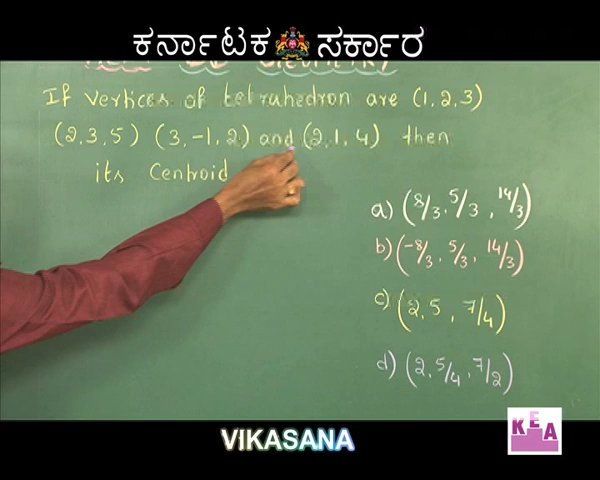 ಕರ್ನಾಟಕ ಸರ್ಕಾರ
GEOMETRY
If vertices of tetrahedron are (1, 2, 3)
(2, 3, 5) (3, -1, 2) and (2, 1, 4) then
its Centroid
a) (8/3, 5/3, 14/3)
b) (-8/3, 5/3, 14/3)
c) (2, 5, 7/4)
d) (2, 5/4, 7/2)
KEA
VIKASANA